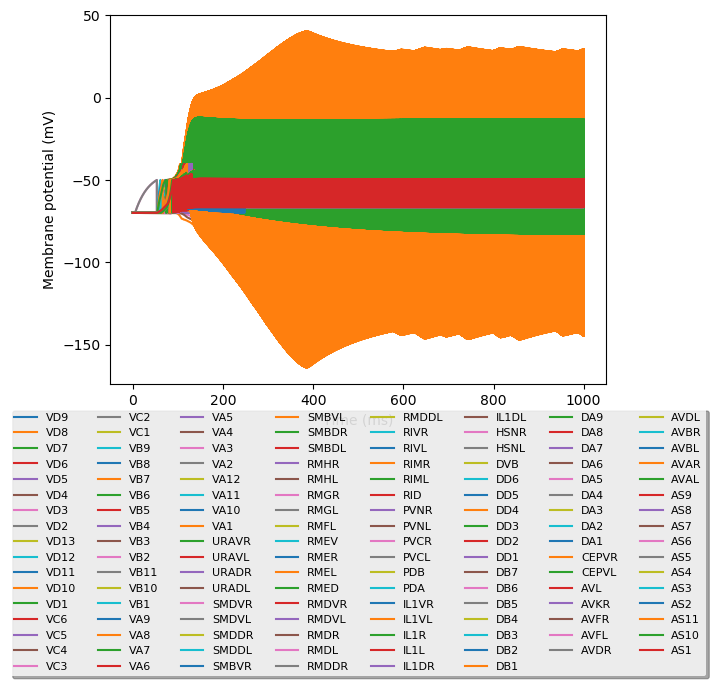 50
0
−50
−100
−150
Membrane potential (mV)
0 200 400 600 800 1000
Time (ms)
VD9 VC2 VA5 SMBVL RMDDL IL1DL DA9 AVDL
VD8 VC1 VA4 SMBDR RIVR HSNR DA8 AVBR
VD7 VB9 VA3 SMBDL RIVL HSNL DA7 AVBL
VD6 VB8 VA2 RMHR RIMR DVB DA6 AVAR
VD5 VB7 VA12 RMHL RIML DD6 DA5 AVAL
VD4 VB6 VA11 RMGR RID DD5 DA4 AS9
VD3 VB5 VA10 RMGL PVNR DD4 DA3 AS8
VD2 VB4 VA1 RMFL PVNL DD3 DA2 AS7
VD13 VB3 URAVR RMEV PVCR DD2 DA1 AS6
VD12 VB2 URAVL RMER PVCL DD1 CEPVR AS5
VD11 VB11 URADR RMEL PDB DB7 CEPVL AS4
VD10 VB10 URADL RMED PDA DB6 AVL AS3
VD1 VB1 SMDVR RMDVR IL1VR DB5 AVKR AS2
VC6 VA9 SMDVL RMDVL IL1VL DB4 AVFR AS11
VC5 VA8 SMDDR RMDR IL1R DB3 AVFL AS10
VC4 VA7 SMDDL RMDL IL1L DB2 AVDR AS1
VC3 VA6 SMBVR RMDDR IL1DR DB1